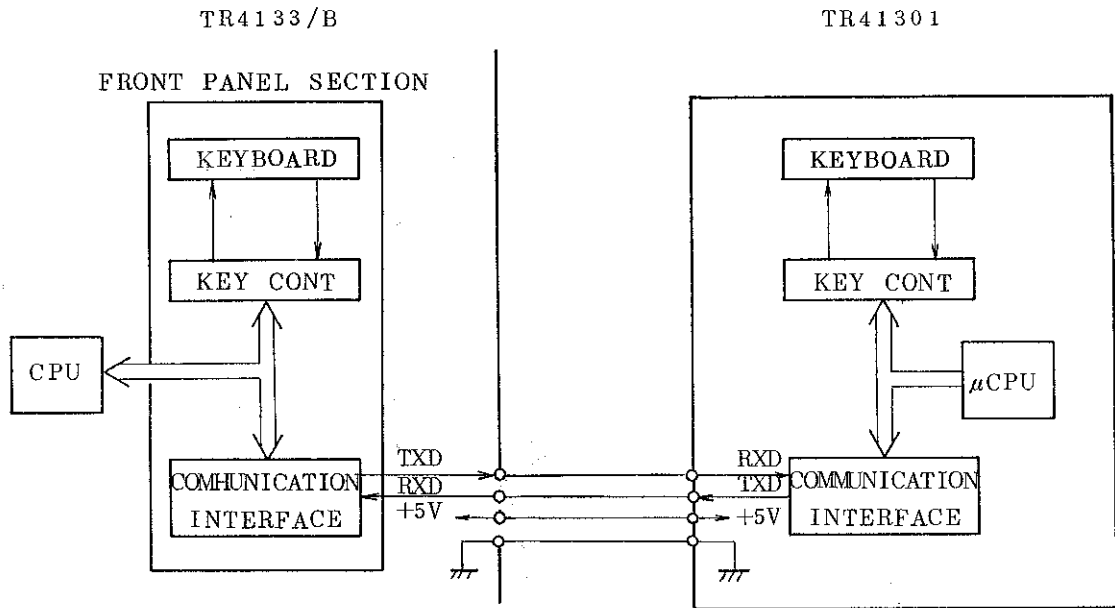 TR4133/B
TR41301
FRONT PANEL SECTION
KEYBOARD
KEY CONT
CPU
COMHUNICATION
INTERFACE
TXD
RXD
+5V
KEYBOARD
KEY CONT
μCPU
RXD
TXD
+5V
COMMUNICATION
INTERFACE